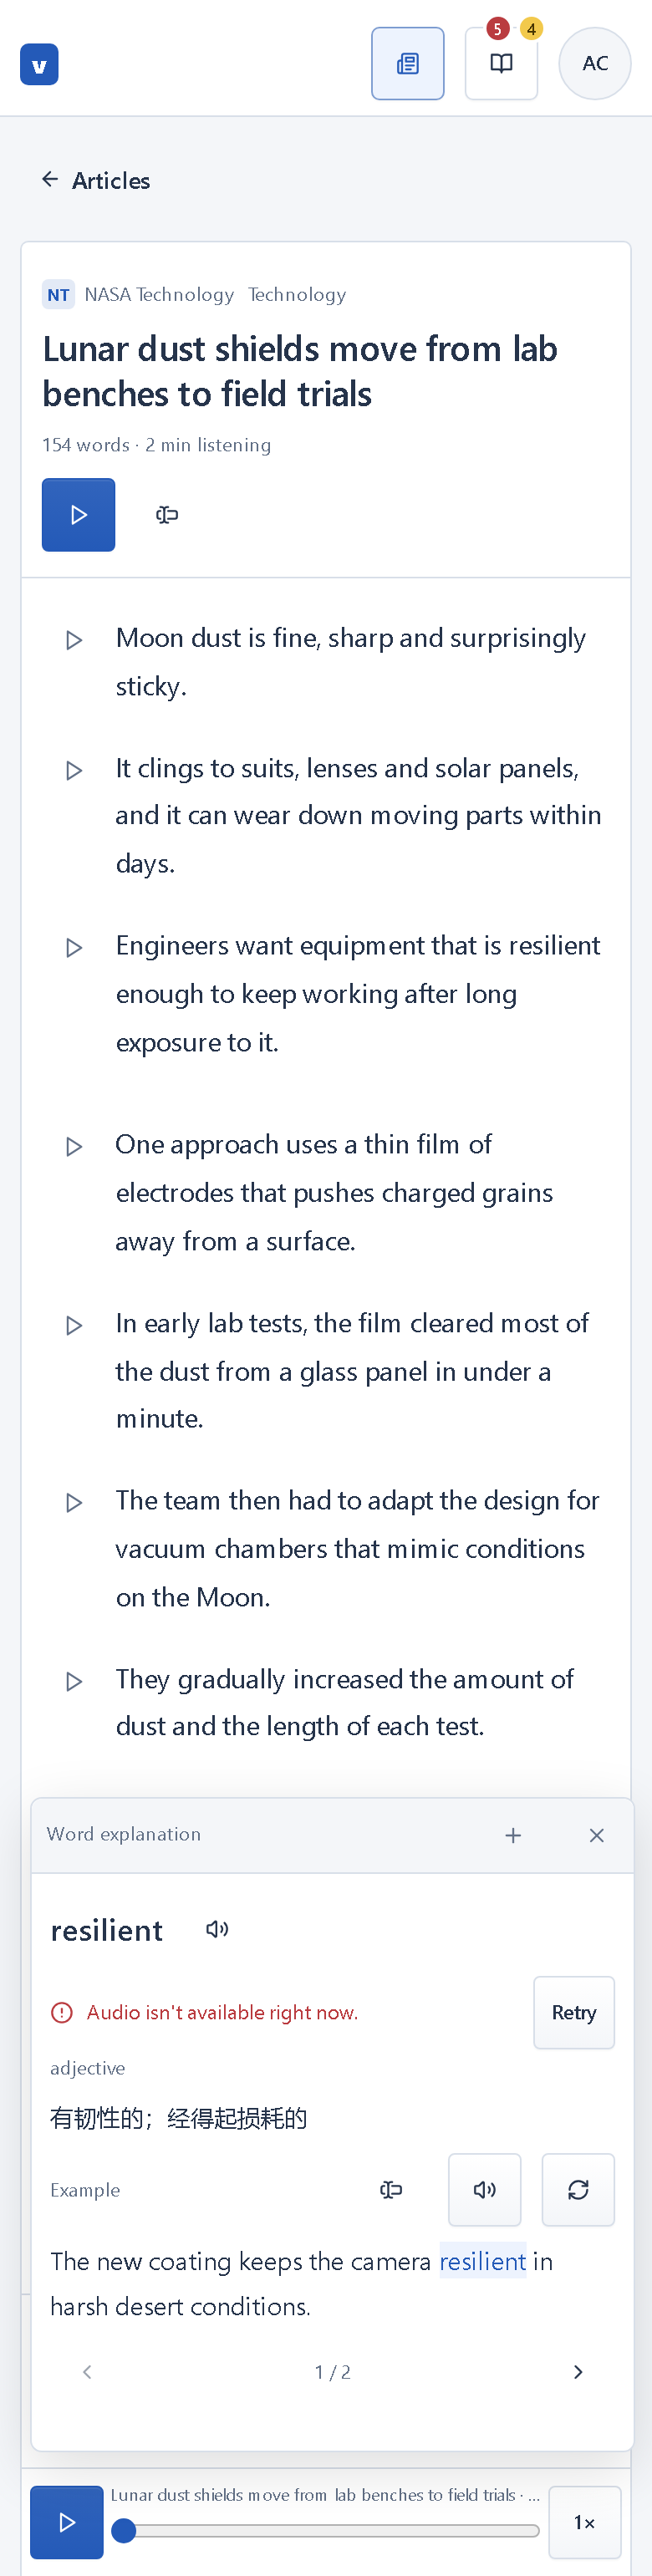 v
5
4
AC
Articles
NT NASA Technology Technology
Lunar dust shields move from lab
benches to field trials
154 words · 2 min listening
Moon dust is fine, sharp and surprisingly
sticky.
It clings to suits, lenses and solar panels,
and it can wear down moving parts within
days.
Engineers want equipment that is resilient
enough to keep working after long
exposure to it.
One approach uses a thin film of
electrodes that pushes charged grains
away from a surface.
In early lab tests, the film cleared most of
the dust from a glass panel in under a
minute.
The team then had to adapt the design for
vacuum chambers that mimic conditions
on the Moon.
They gradually increased the amount of
dust and the length of each test.
Word explanation
resilient
Audio isn't available right now.
Retry
adjective
有韧性的；经得起损耗的
Example
The new coating keeps the camera resilient in
harsh desert conditions.
1 / 2
Lunar dust shields move from lab benches to field trials · ...
1×